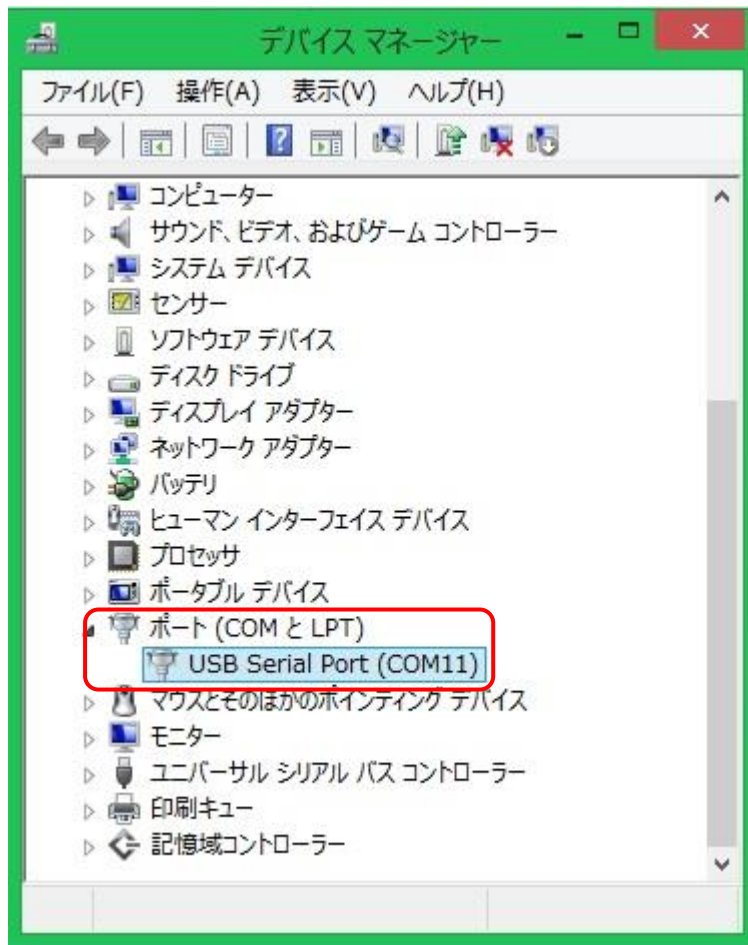 デバイス マネージャー
ファイル(F) 操作(A) 表示(V) ヘルプ(H)
コンピューター
サウンド、ビデオ、およびゲーム コントローラー
システム デバイス
センサー
ソフトウェア デバイス
ディスク ドライブ
ディスプレイ アダプター
ネットワーク アダプター
バッテリ
ヒューマン インターフェイス デバイス
プロセッサ
ポータブル デバイス
ポート (COM と LPT)
USB Serial Port (COM11)
マウスとそのほかのポインティング デバイス
モニター
ユニバーサル シリアル バス コントローラー
印刷キュー
記憶域コントローラー